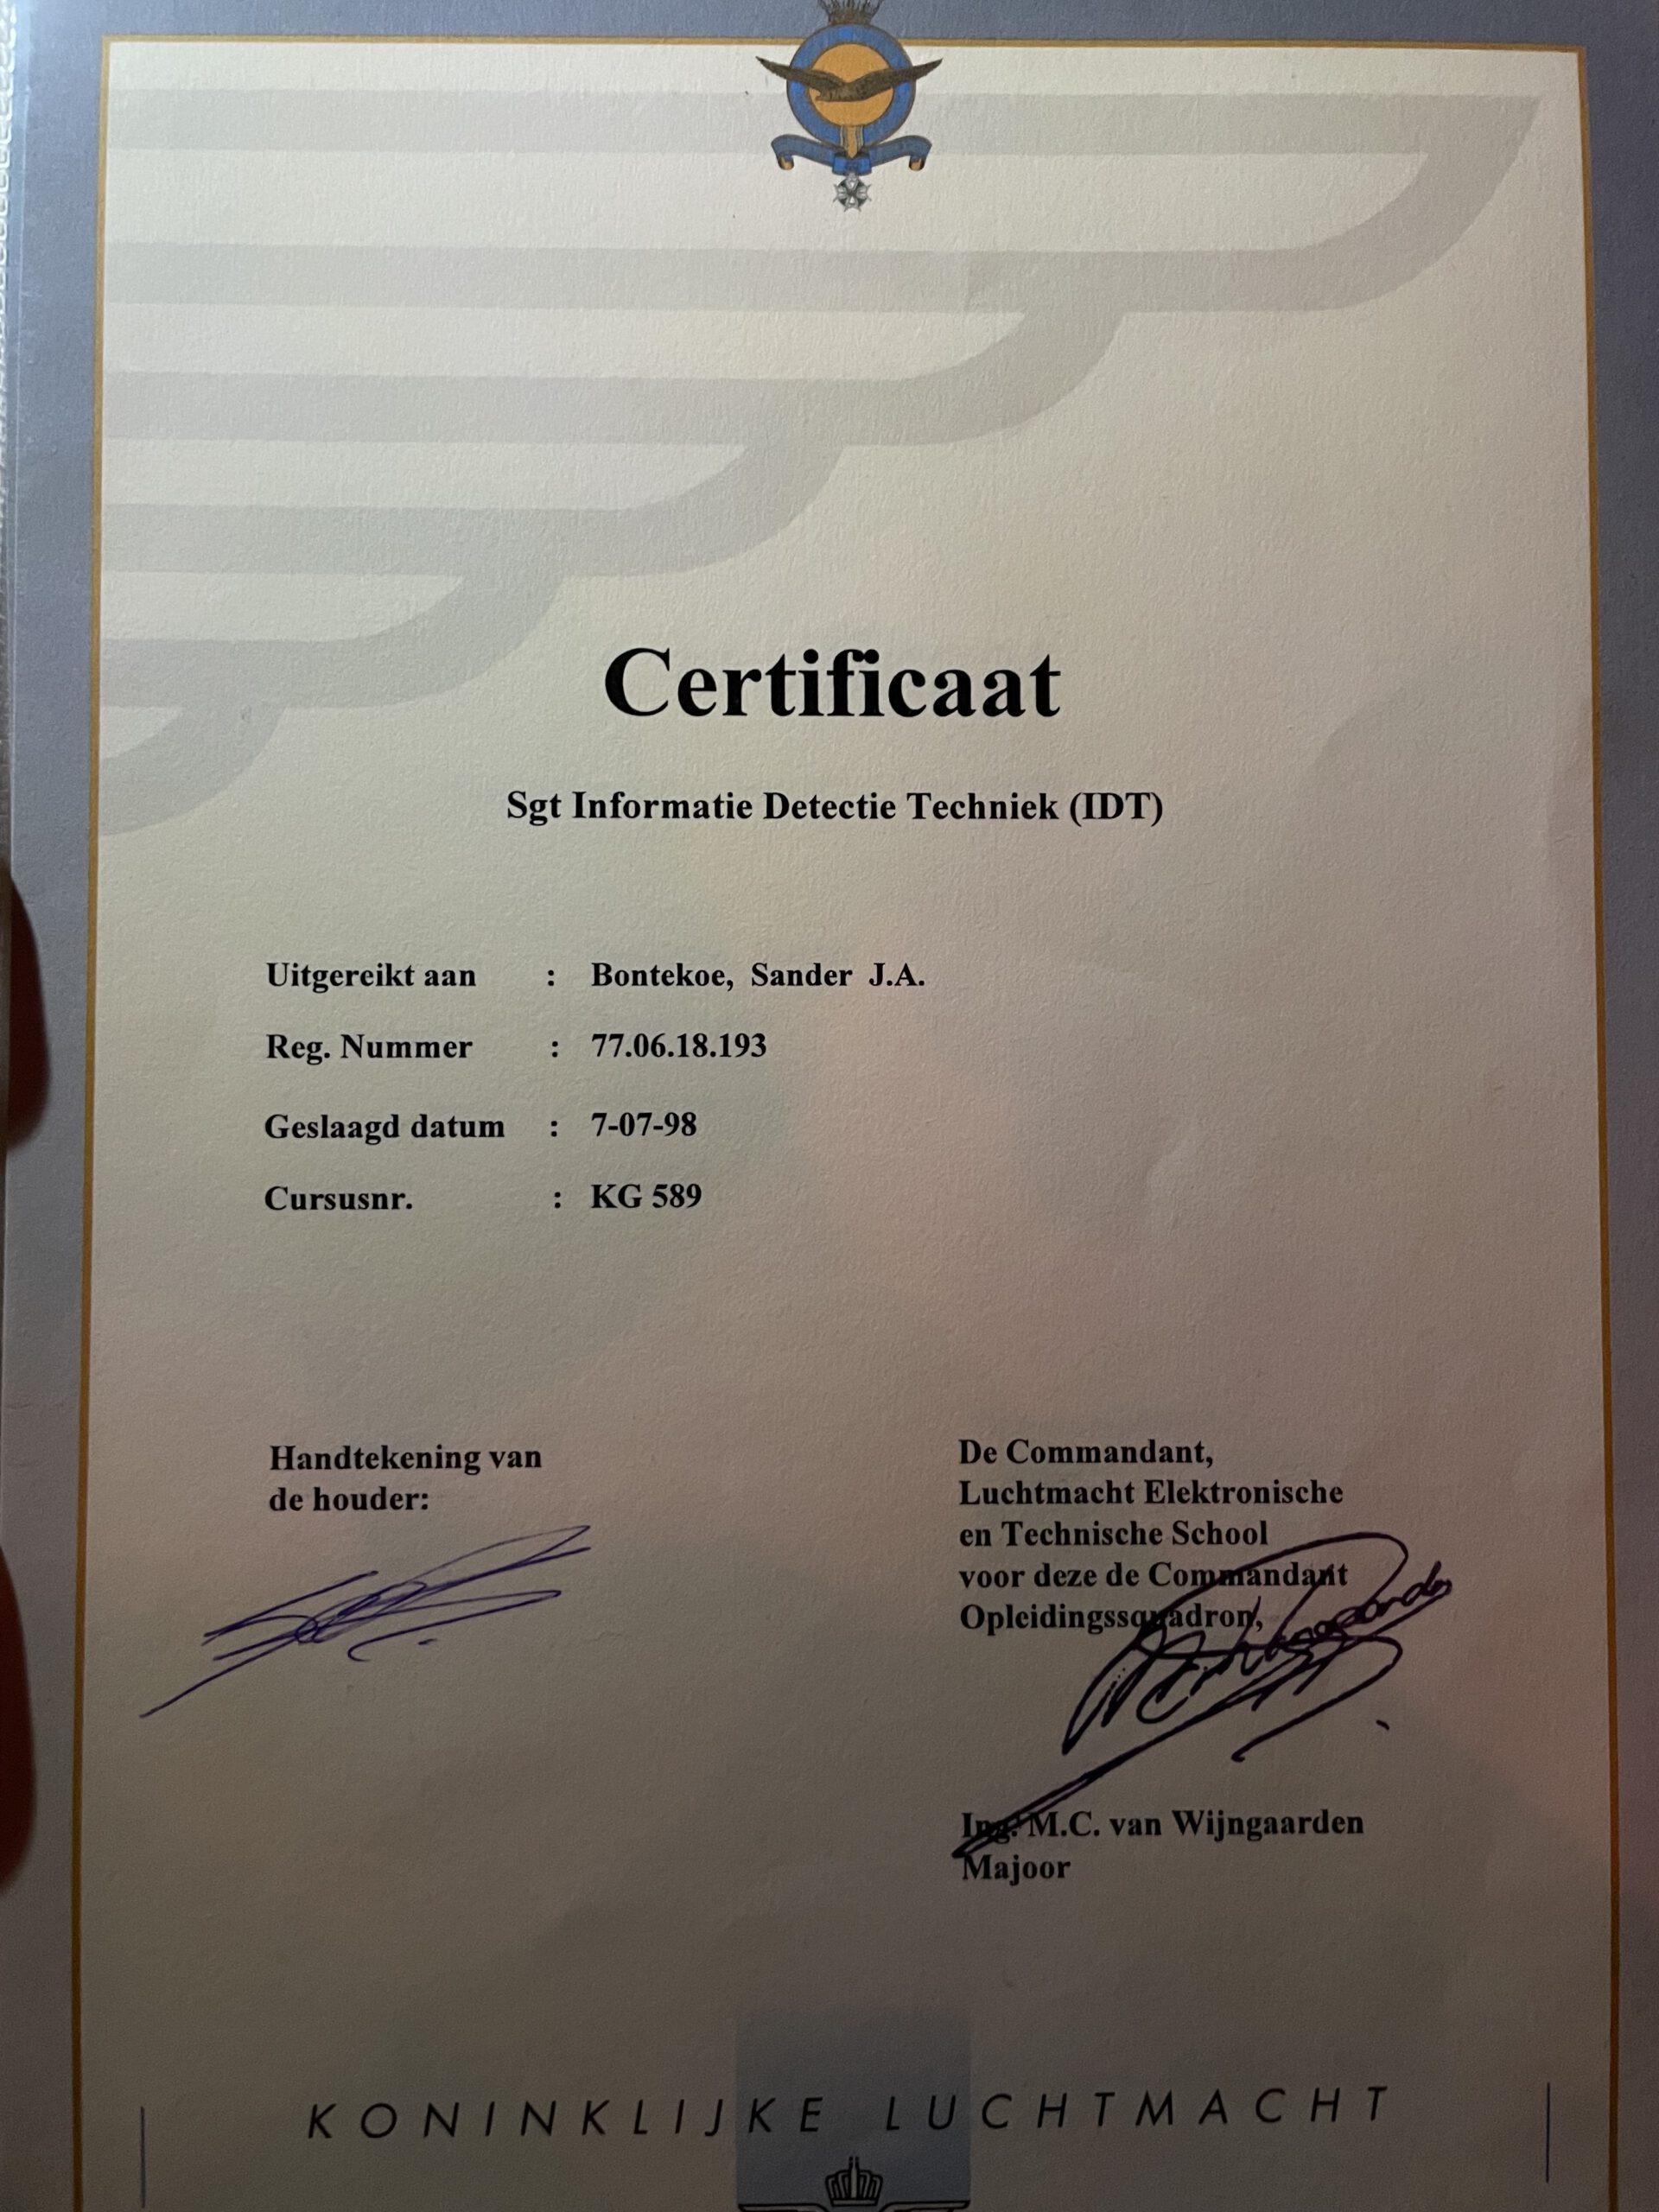 Certificaat
Sgt Informatie Detectie Techniek (IDT)
Uitgereikt aan : Bontekoe, Sander J.A.
Reg. Nummer : 77.06.18.193
Geslaagd datum : 7-07-98
Cursusnr. : KG 589
Handtekening van
de houder:
De Commandant,
Luchtmacht Elektronische
en Technische School
voor deze de Commandant
Opleidingssquadron,
Ing. M.C. van Wijngaarden
Majoor
KONINKLIJKE LUCHTMACHT